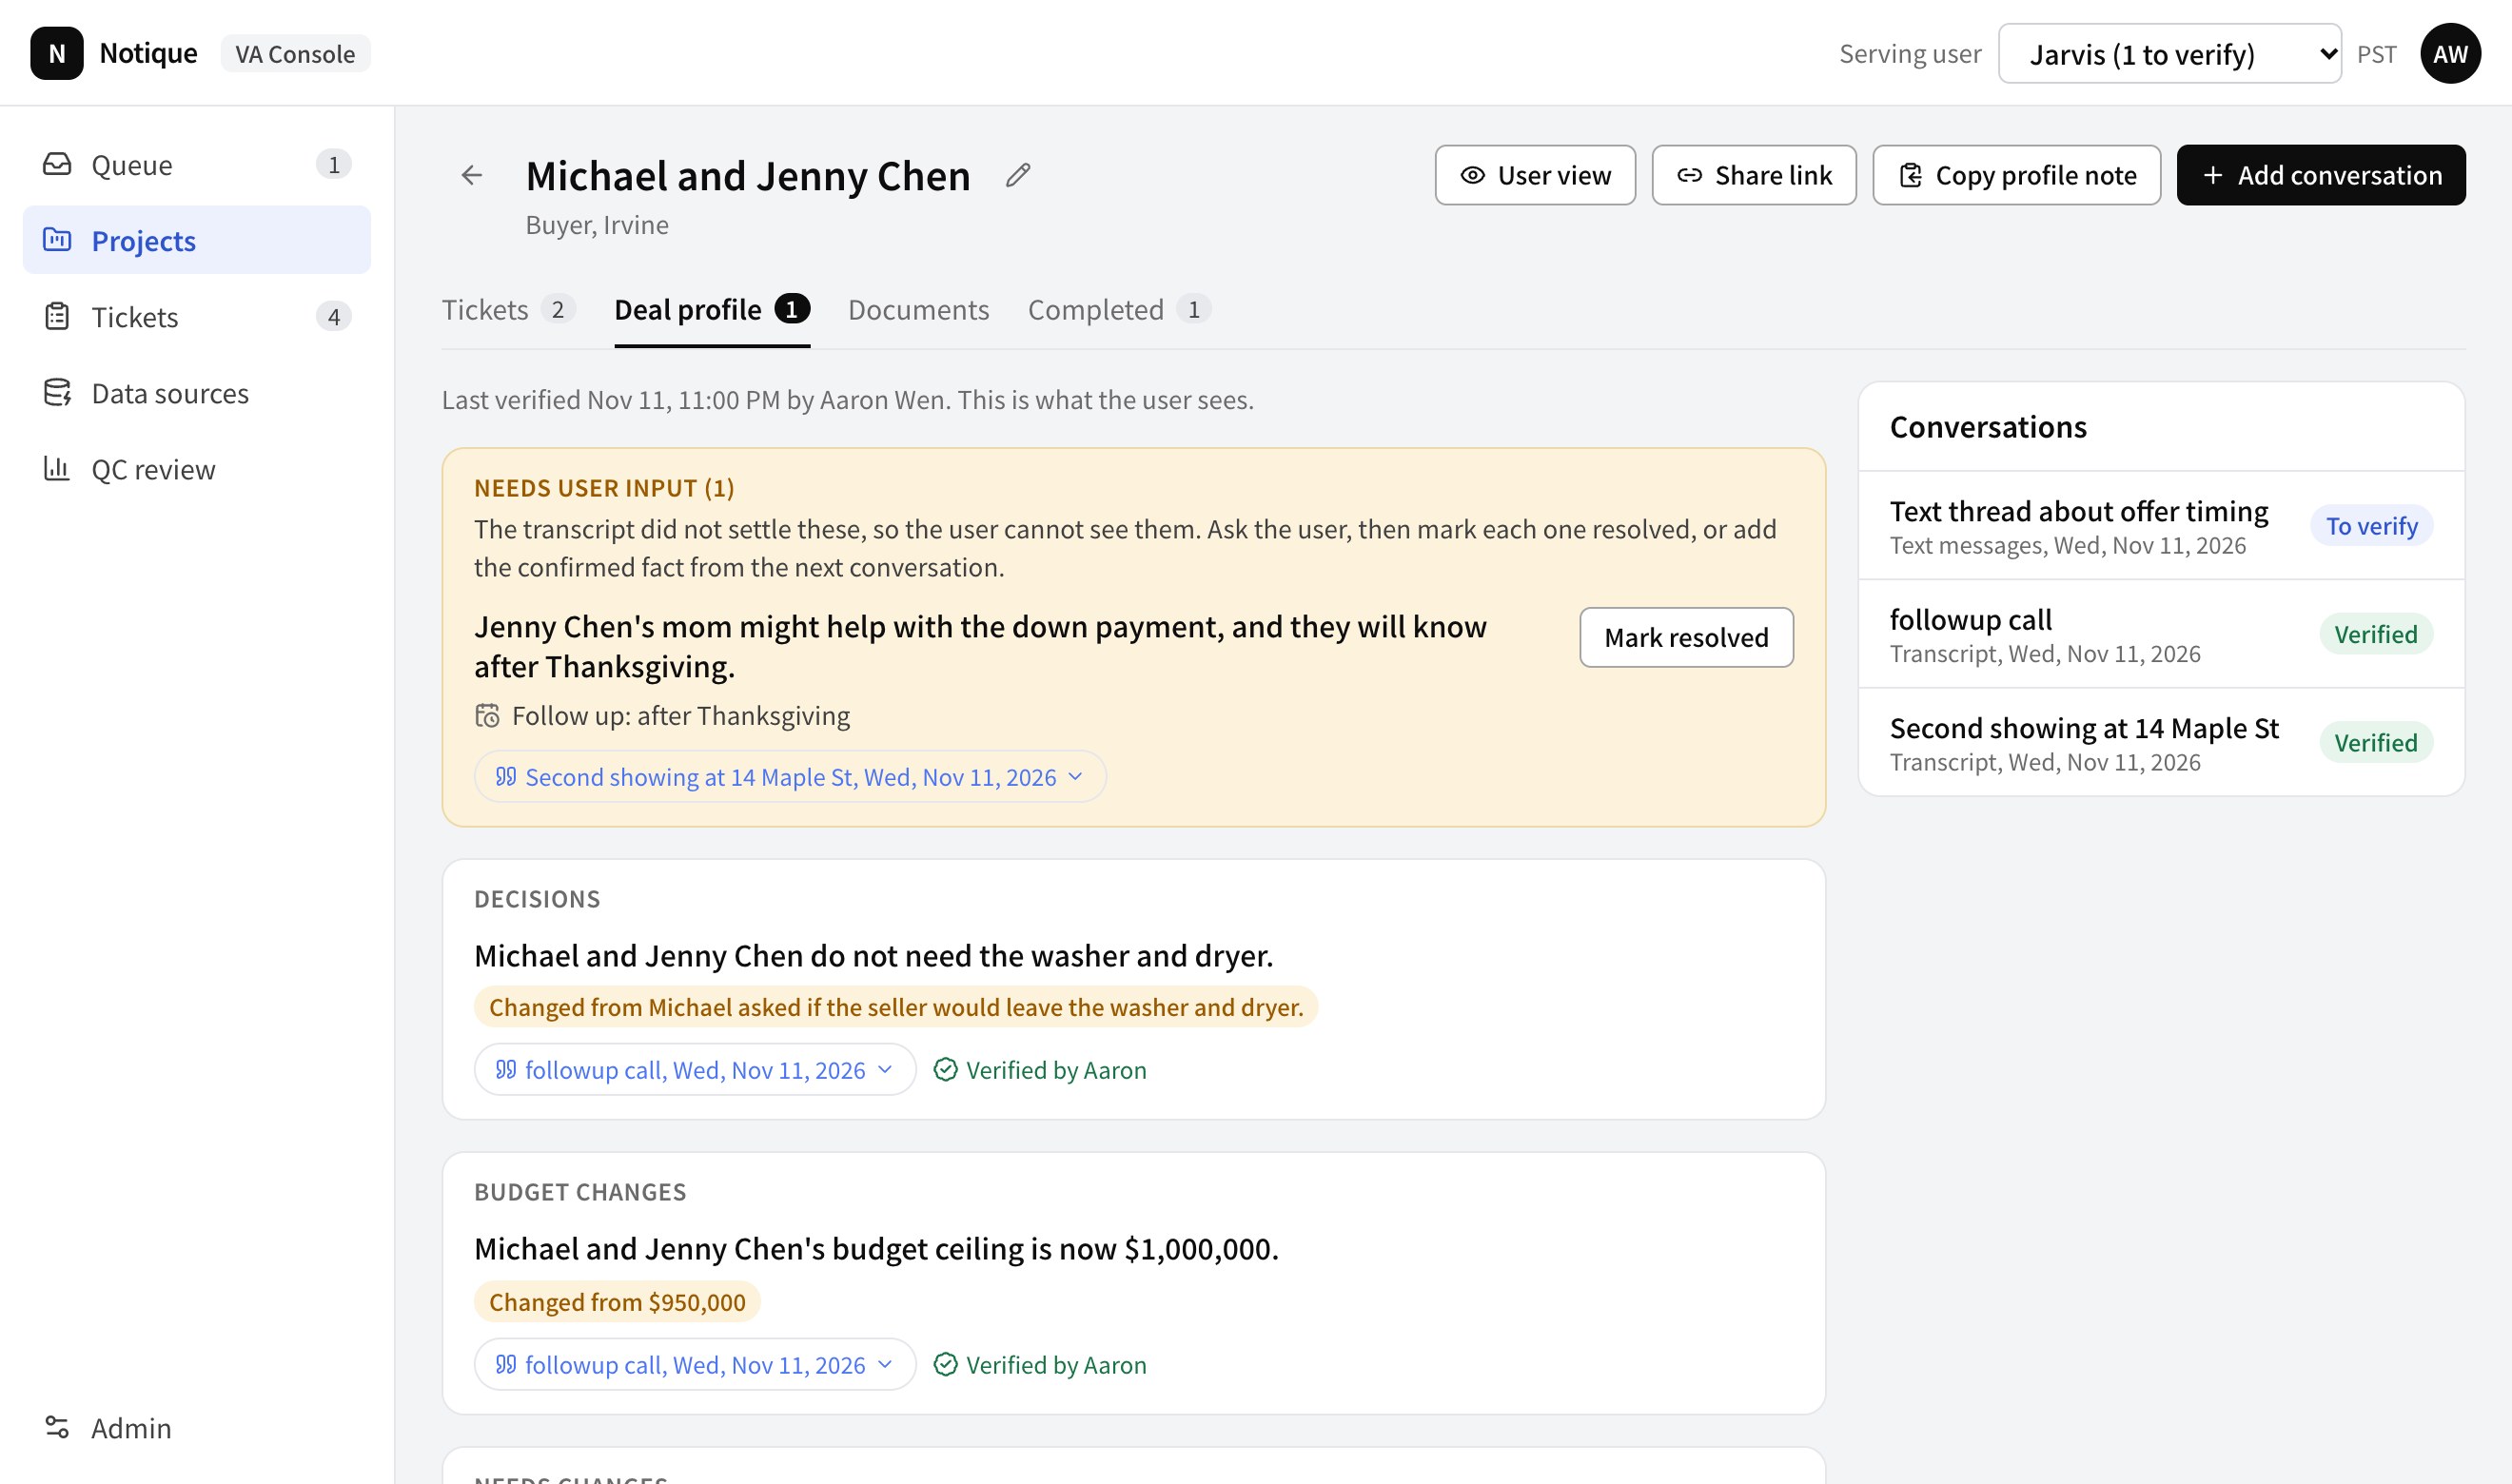 N Notique VA Console
Serving user Jarvis (1 to verify) PST AW
Queue 1
Projects
Tickets 4
Data sources
QC review
Admin
Michael and Jenny Chen
Buyer, Irvine
User view Share link Copy profile note + Add conversation
Tickets 2 Deal profile 1 Documents Completed 1
Last verified Nov 11, 11:00 PM by Aaron Wen. This is what the user sees.
NEEDS USER INPUT (1)
The transcript did not settle these, so the user cannot see them. Ask the user, then mark each one resolved, or add
the confirmed fact from the next conversation.
Jenny Chen's mom might help with the down payment, and they will know
after Thanksgiving.
Mark resolved
Follow up: after Thanksgiving
Second showing at 14 Maple St, Wed, Nov 11, 2026
DECISIONS
Michael and Jenny Chen do not need the washer and dryer.
Changed from Michael asked if the seller would leave the washer and dryer.
followup call, Wed, Nov 11, 2026 Verified by Aaron
BUDGET CHANGES
Michael and Jenny Chen's budget ceiling is now $1,000,000.
Changed from $950,000
followup call, Wed, Nov 11, 2026 Verified by Aaron
NEEDS CHANGES
Conversations
Text thread about offer timing
Text messages, Wed, Nov 11, 2026
To verify
followup call
Transcript, Wed, Nov 11, 2026
Verified
Second showing at 14 Maple St
Transcript, Wed, Nov 11, 2026
Verified